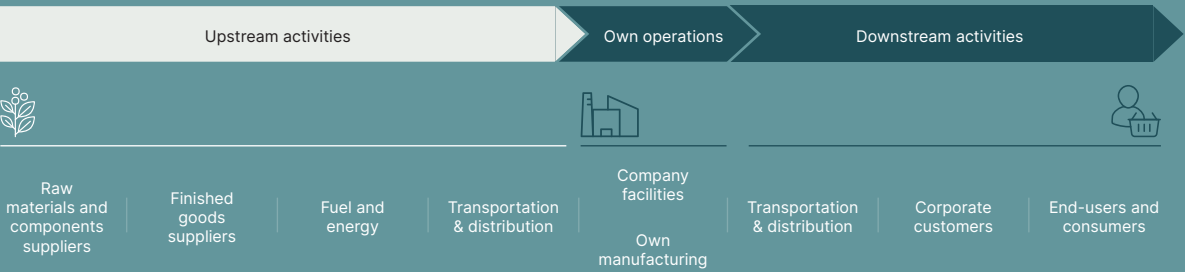 Upstream activities
Own operations
Downstream activities
Raw
materials and
components
suppliers
Finished
goods
suppliers
Fuel and
energy
Transportation
& distribution
Company
facilities
Own
manufacturing
Transportation
& distribution
Corporate
customers
End-users and
consumers